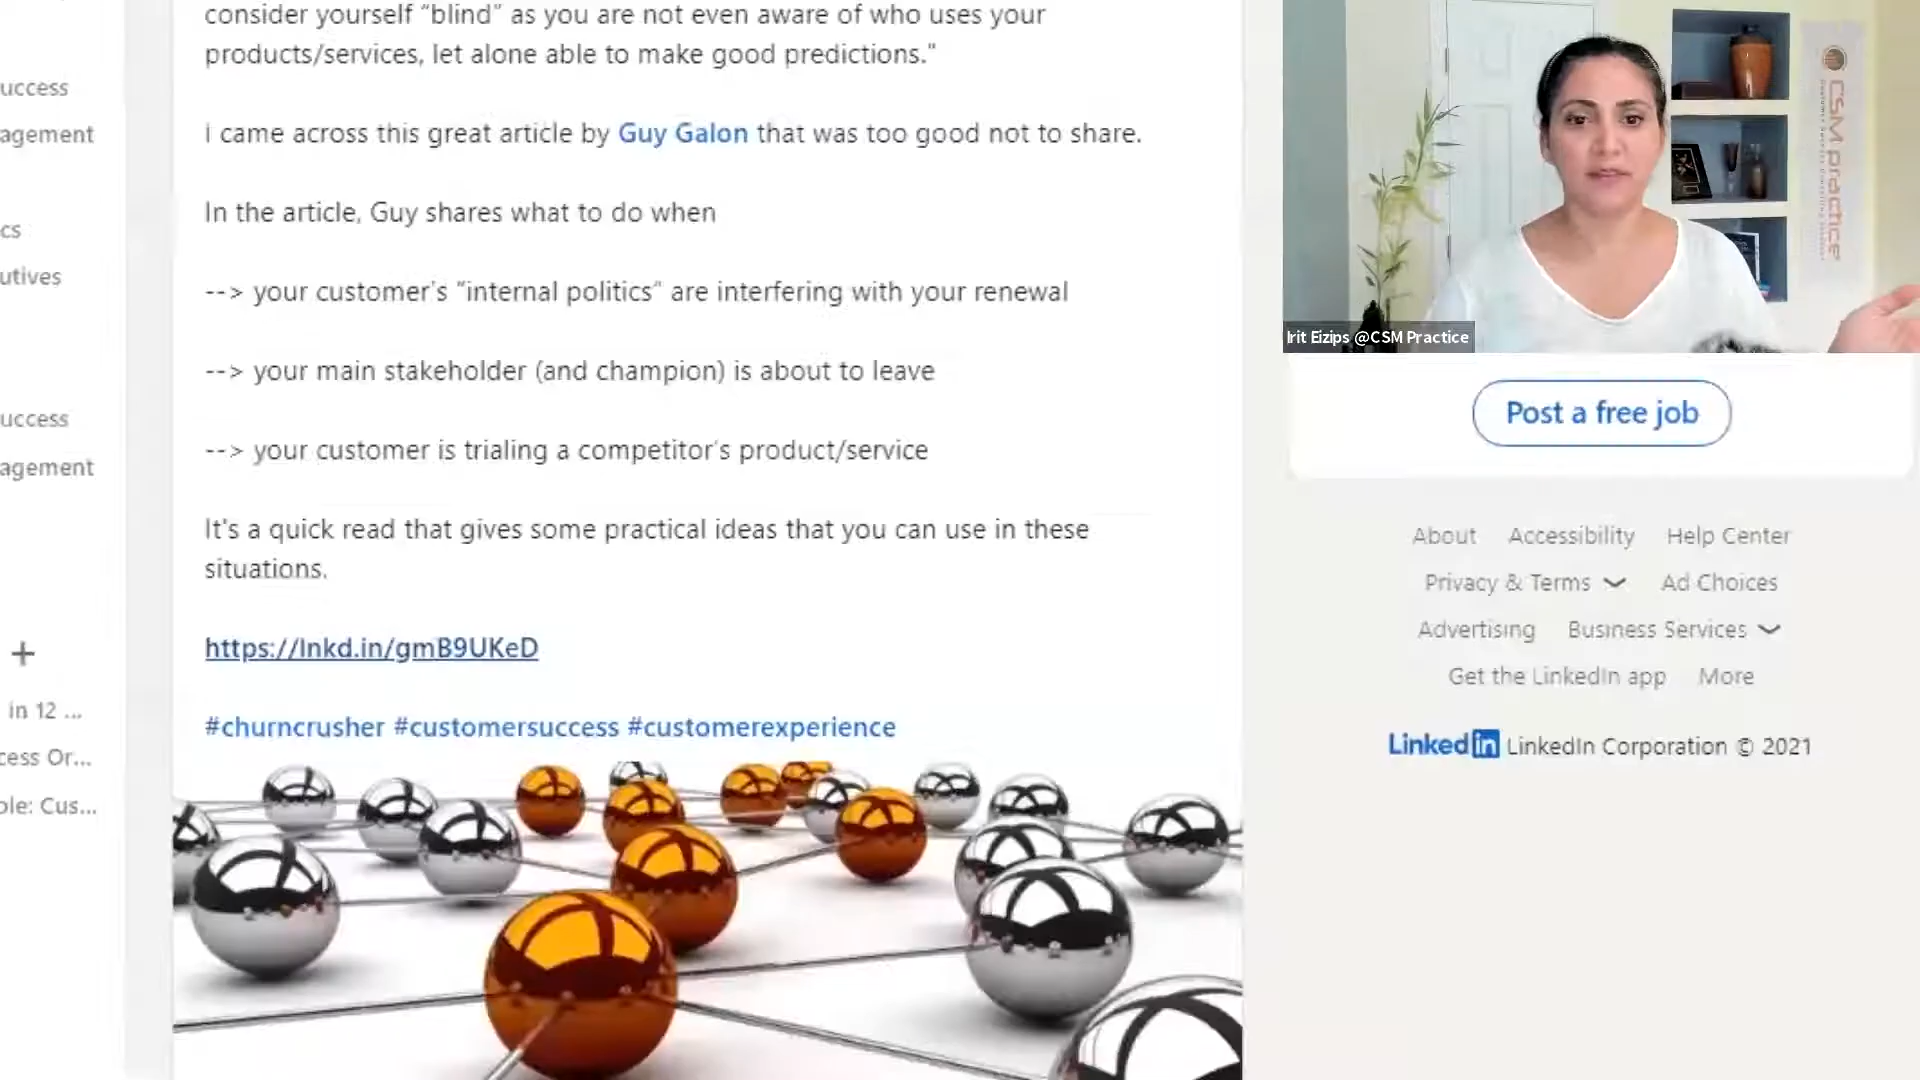 consider yourself “blind” as you are not even aware of who uses your
products/services, let alone able to make good predictions."
I came across this great article by Guy Galon that was too good not to share.
In the article, Guy shares what to do when
--> your customer's "internal politics" are interfering with your renewal
--> your main stakeholder (and champion) is about to leave
--> your customer is trialing a competitor's product/service
It's a quick read that gives some practical ideas that you can use in these
situations.
https://lnkd.in/gmB9UKeD
#churncrusher #customersuccess #customerexperience
uccess
agement
cs
utives
uccess
agement
+
in 12 ...
cess Or...
ole: Cus...
CSM practice
Irit Eizips @CSM Practice
Post a free job
About Accessibility Help Center
Privacy & Terms Ad Choices
Advertising Business Services
Get the LinkedIn app More
LinkedIn LinkedIn Corporation © 2021